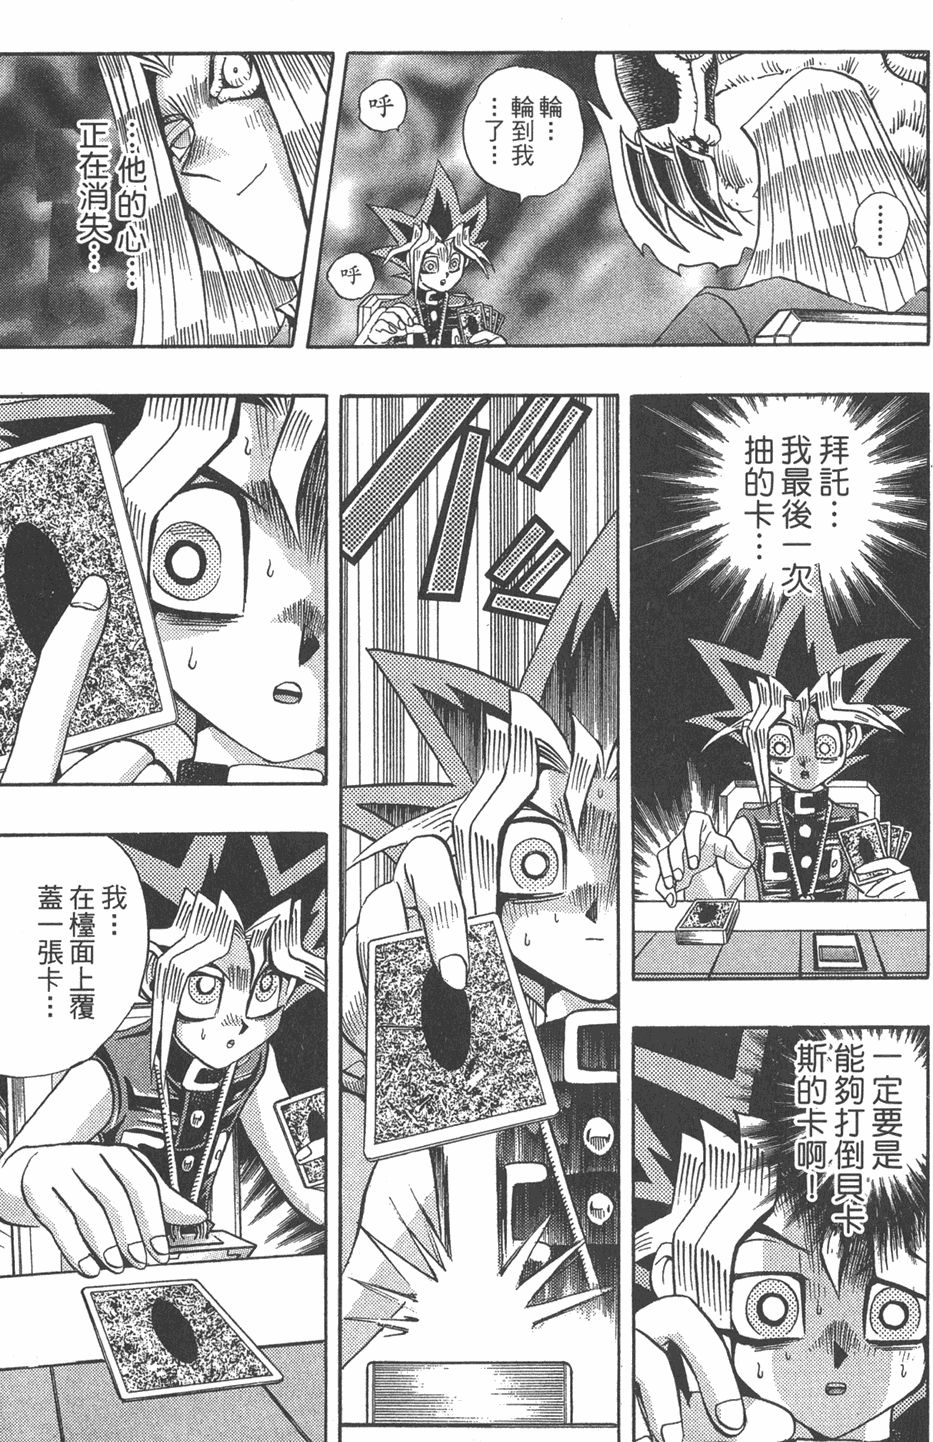 …
…
輪…
輪到我
了…
…
呼
呼
…他的心…
正在消失…
拜託…
我最後一次
抽的卡…
一定要是
能夠打倒貝卡
斯的卡啊！
我…
在檯面上覆
蓋一張卡…